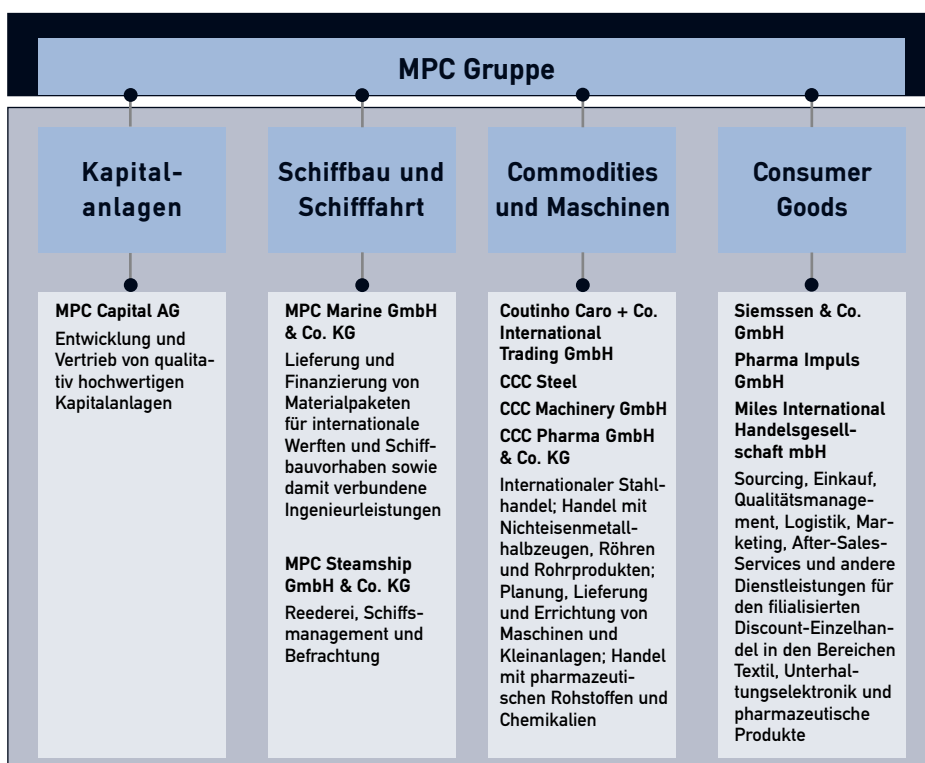 MPC Gruppe
Kapital-
anlagen
MPC Capital AG
Entwicklung und
Vertrieb von qualita-
tiv hochwertigen
Kapitalanlagen
Schiffbau und
Schifffahrt
MPC Marine GmbH
& Co. KG
Lieferung und
Finanzierung von
Materialpaketen
für internationale
Werften und Schiff-
bauvorhaben sowie
damit verbundene
Ingenieurleistungen
MPC Steamship
GmbH & Co. KG
Reederei, Schiffs-
management und
Befrachtung
Commodities
und Maschinen
Coutinho Caro + Co.
International
Trading GmbH
CCC Steel
CCC Machinery GmbH
CCC Pharma GmbH
& Co. KG
Internationaler Stahl-
handel; Handel mit
Nichteisenmetall-
halbzeugen, Röhren
und Rohrprodukten;
Planung, Lieferung
und Errichtung von
Maschinen und
Kleinanlagen; Handel
mit pharmazeuti-
schen Rohstoffen und
Chemikalien
Consumer
Goods
Siemssen & Co.
GmbH
Pharma Impuls
GmbH
Miles International
Handelsgesell-
schaft mbH
Sourcing, Einkauf,
Qualitätsmanage-
ment, Logistik, Mar-
keting, After-Sales-
Services und andere
Dienstleistungen für
den filialisierten
Discount-Einzelhan-
del in den Bereichen
Textil, Unterhal-
tungselektronik und
pharmazeutische
Produkte